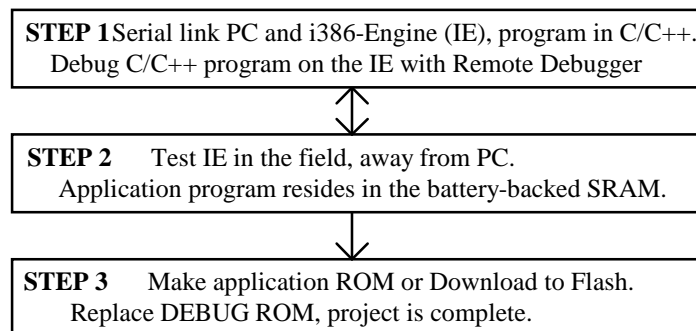 STEP 1 Serial link PC and i386-Engine (IE), program in C/C++.
Debug C/C++ program on the IE with Remote Debugger
STEP 2 Test IE in the field, away from PC.
Application program resides in the battery-backed SRAM.
STEP 3 Make application ROM or Download to Flash.
Replace DEBUG ROM, project is complete.